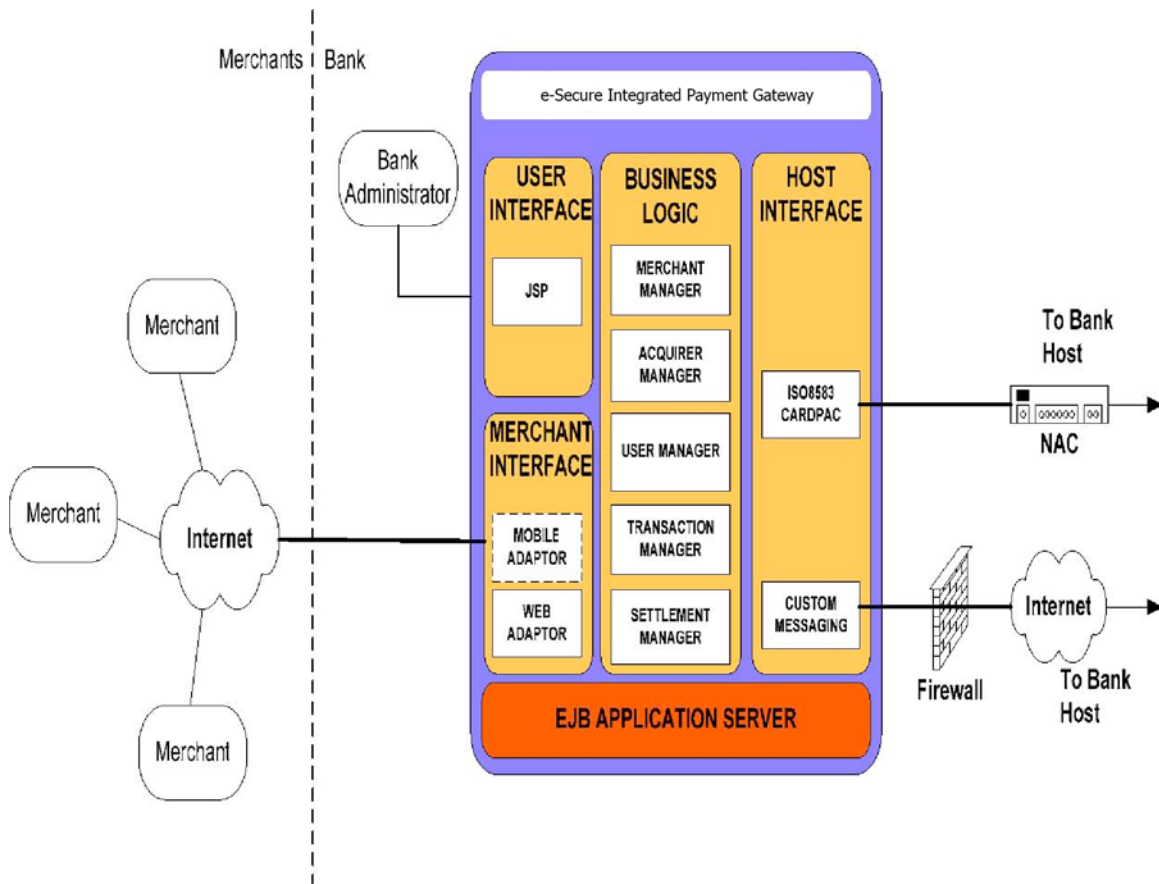 Merchants
Bank
e-Secure Integrated Payment Gateway
Bank
Administrator
USER
INTERFACE
JSP
MERCHANT
INTERFACE
MOBILE
ADAPTOR
WEB
ADAPTOR
BUSINESS
LOGIC
MERCHANT
MANAGER
ACQUIRER
MANAGER
USER MANAGER
TRANSACTION
MANAGER
SETTLEMENT
MANAGER
HOST
INTERFACE
ISO8583
CARDPAC
CUSTOM
MESSAGING
EJB APPLICATION SERVER
Merchant
Merchant
Internet
Merchant
To Bank
Host
NAC
Firewall
Internet
To Bank
Host